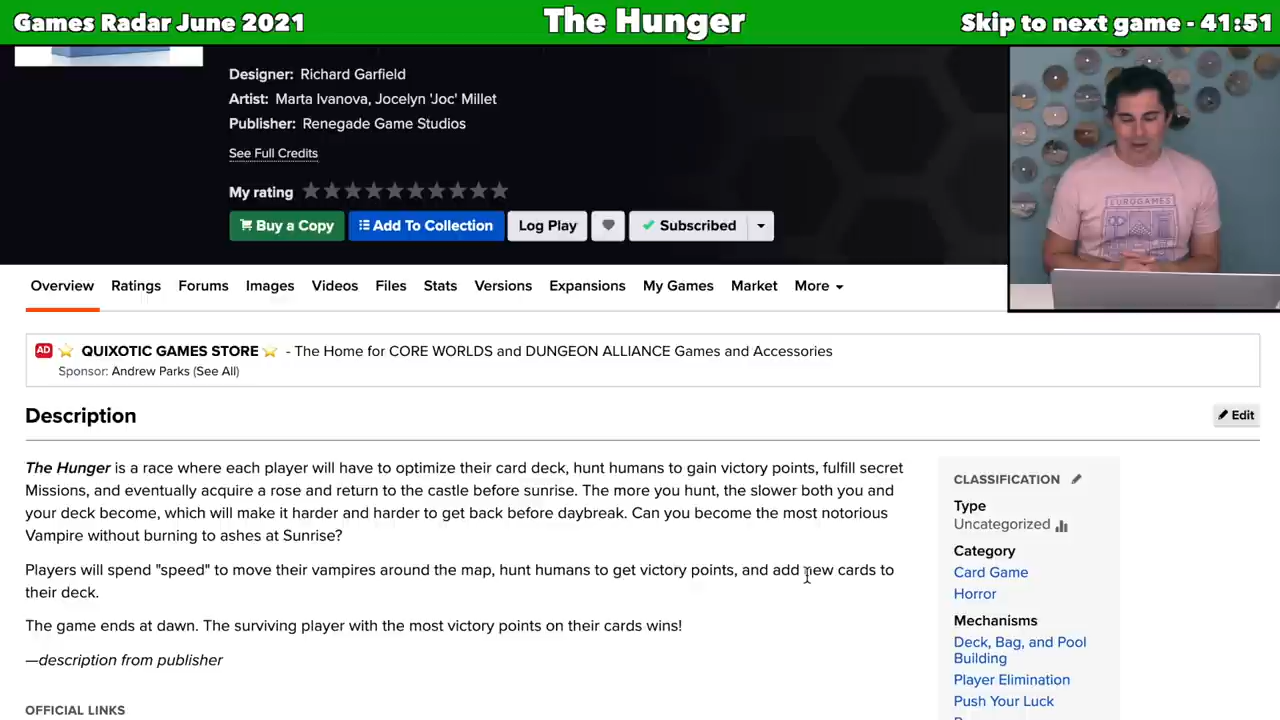 Games Radar June 2021
The Hunger
Skip to next game - 41:51
Designer: Richard Garfield
Artist: Marta Ivanova, Jocelyn 'Joc' Millet
Publisher: Renegade Game Studios
See Full Credits
My rating
Buy a Copy
Add To Collection
Log Play
Subscribed
EUROGAMES
Overview
Ratings
Forums
Images
Videos
Files
Stats
Versions
Expansions
My Games
Market
More
AD QUIXOTIC GAMES STORE - The Home for CORE WORLDS and DUNGEON ALLIANCE Games and Accessories
Sponsor: Andrew Parks (See All)
Description
Edit
The Hunger is a race where each player will have to optimize their card deck, hunt humans to gain victory points, fulfill secret
Missions, and eventually acquire a rose and return to the castle before sunrise. The more you hunt, the slower both you and
your deck become, which will make it harder and harder to get back before daybreak. Can you become the most notorious
Vampire without burning to ashes at Sunrise?
Players will spend "speed" to move their vampires around the map, hunt humans to get victory points, and add new cards to
their deck.
The game ends at dawn. The surviving player with the most victory points on their cards wins!
—description from publisher
OFFICIAL LINKS
CLASSIFICATION
Type
Uncategorized
Category
Card Game
Horror
Mechanisms
Deck, Bag, and Pool
Building
Player Elimination
Push Your Luck